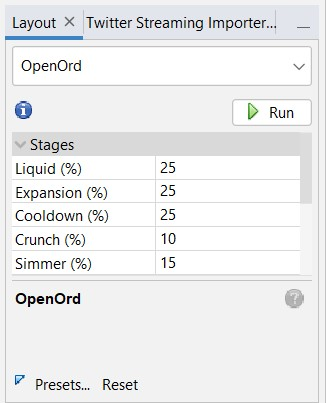 Layout Twitter Streaming Importer...
OpenOrd
Run
Stages
Liquid (%) 25
Expansion (%) 25
Cooldown (%) 25
Crunch (%) 10
Simmer (%) 15
OpenOrd
Presets... Reset